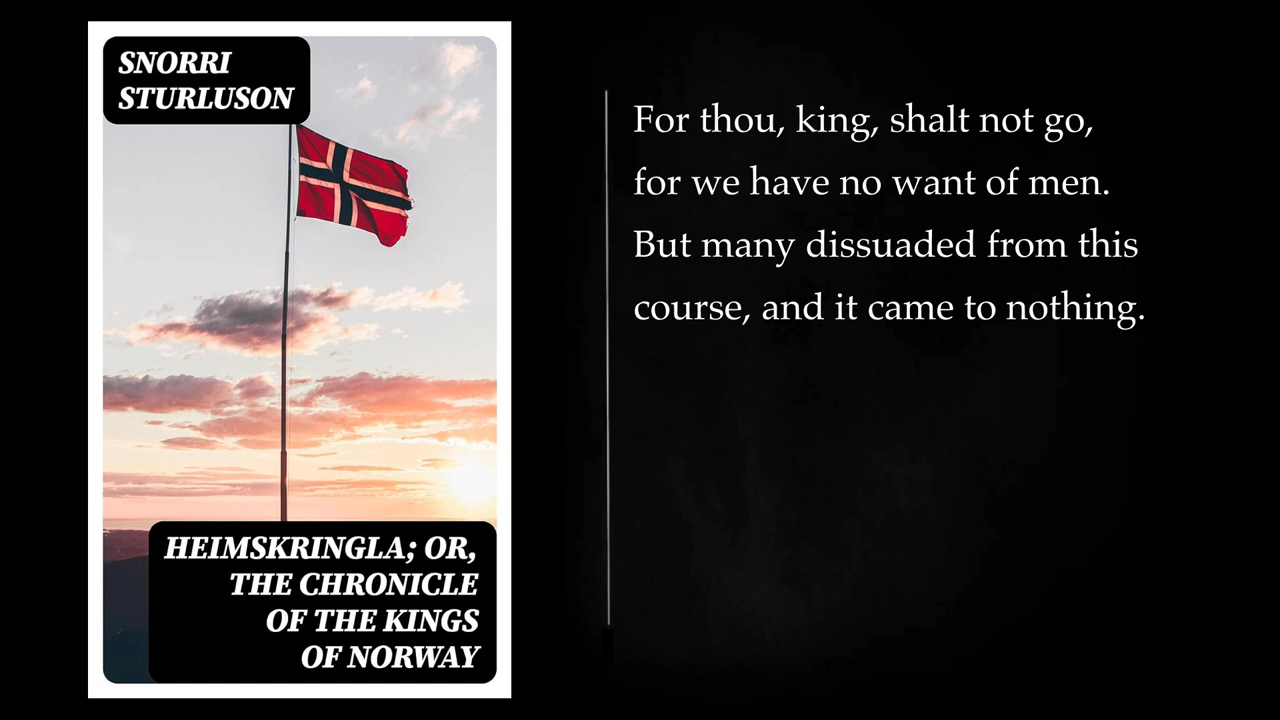 SNORRI
STURLUSON
HEIMSKRINGLA; OR,
THE CHRONICLE
OF THE KINGS
OF NORWAY
For thou, king, shalt not go,
for we have no want of men.
But many dissuaded from this
course, and it came to nothing.